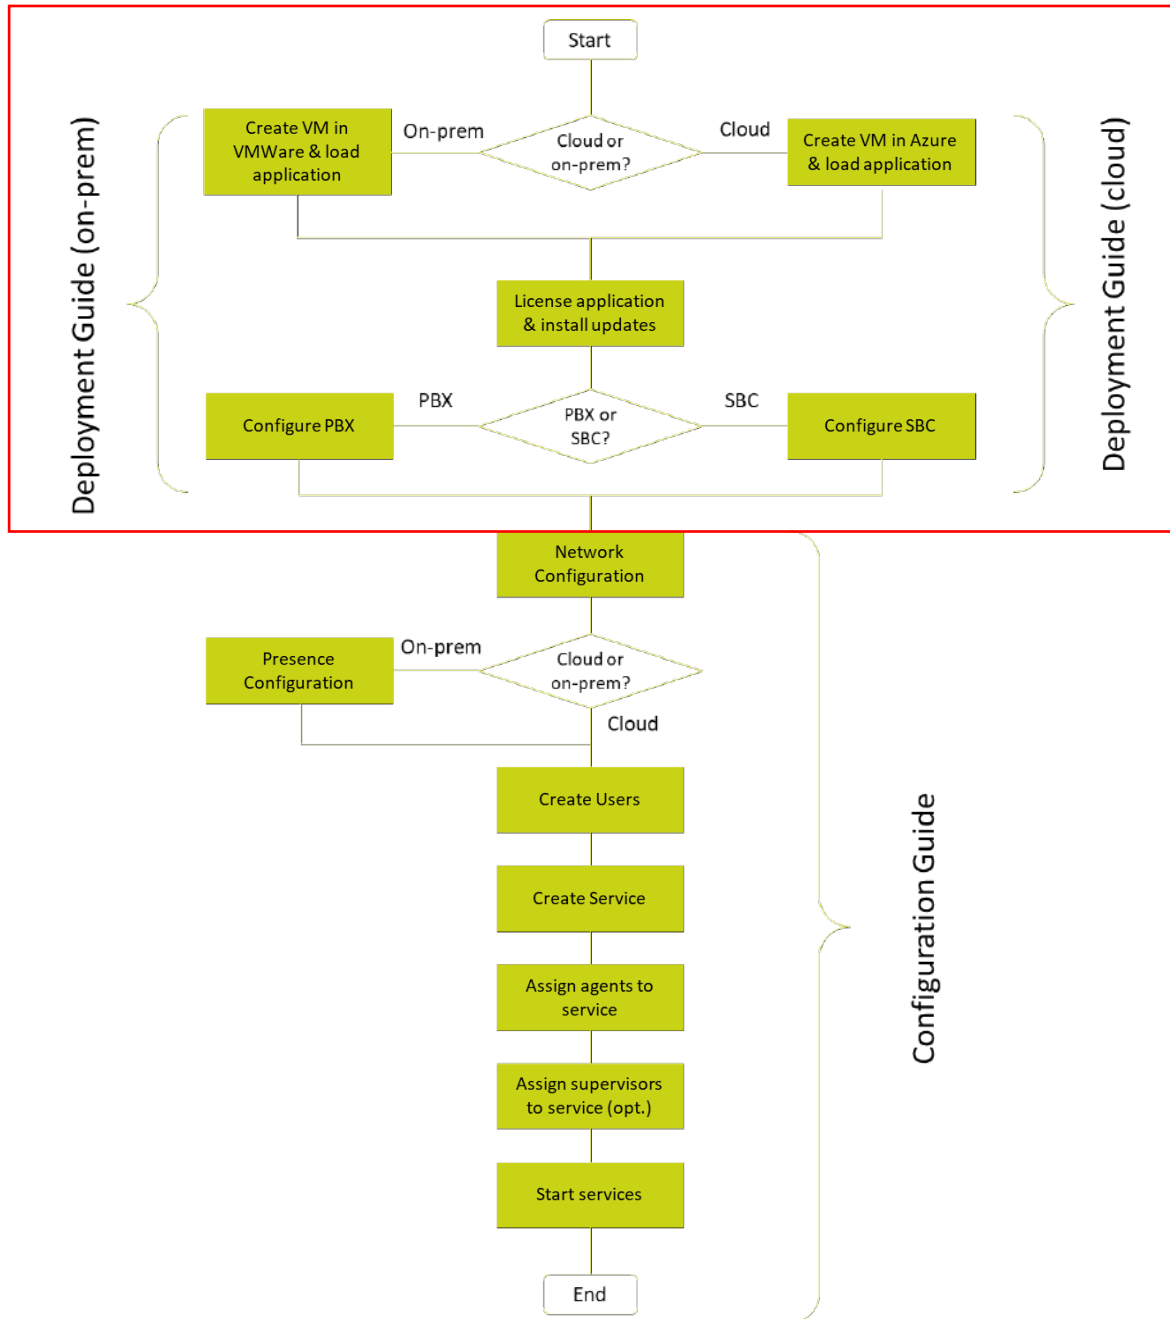 Start
Deployment Guide (on-prem)
Create VM in
VMWare & load
application
On-prem
Cloud or
on-prem?
Cloud
Create VM in Azure
& load application
Deployment Guide (cloud)
License application
& install updates
Configure PBX
PBX
PBX or
SBC?
SBC
Configure SBC
Network
Configuration
Presence
Configuration
On-prem
Cloud or
on-prem?
Cloud
Create Users
Create Service
Configuration Guide
Assign agents to
service
Assign supervisors
to service (opt.)
Start services
End